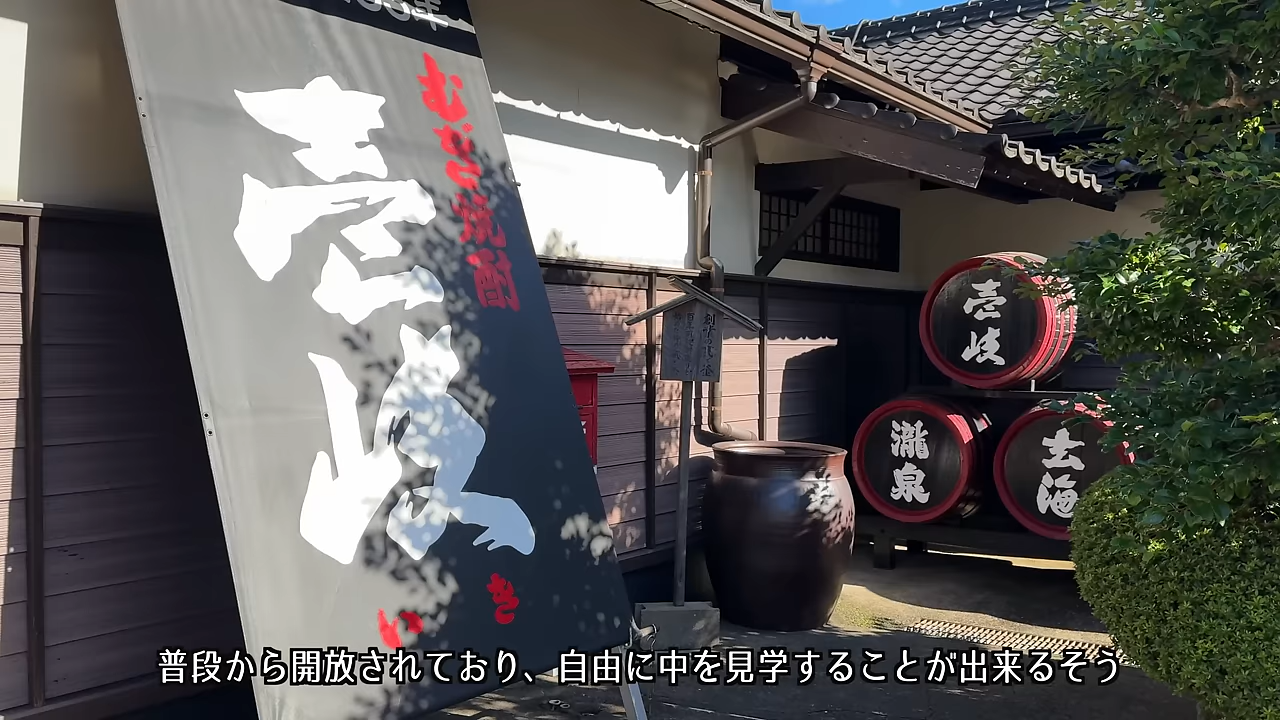 むぎ焼酎
壱岐
いき
壱岐
瀧泉
玄海
普段から開放されており、自由に中を見学することが出来るそう